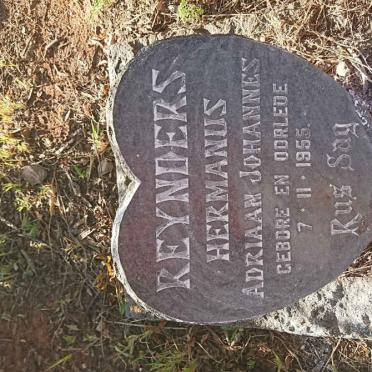 REYNDERS
HERMANUS
ADRIAAN JOHANNES
GEBORE EN OORLEDE
7 · 11 · 1955
Rus Sag